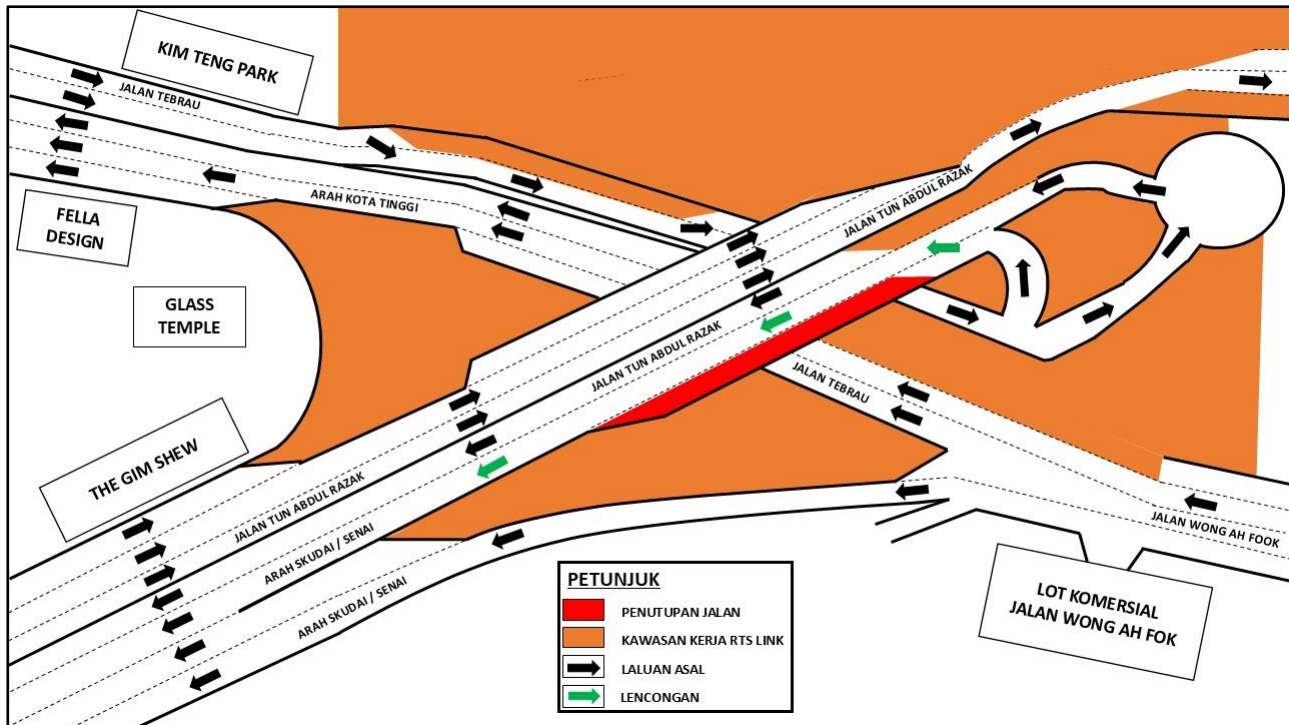 KIM TENG PARK
JALAN TEBRAU
ARAH KOTA TINGGI
FELLA
DESIGN
GLASS
TEMPLE
THE GIM SHEW
JALAN TUN ABDUL RAZAK
JALAN TUN ABDUL RAZAK
JALAN TUN ABDUL RAZAK
ARAH SKUDAI / SENAI
ARAH SKUDAI / SENAI
JALAN TEBRAU
JALAN WONG AH FOOK
LOT KOMERSIAL
JALAN WONG AH FOK
PETUNJUK
PENUTUPAN JALAN
KAWASAN KERJA RTS LINK
LALUAN ASAL
LENCONGAN